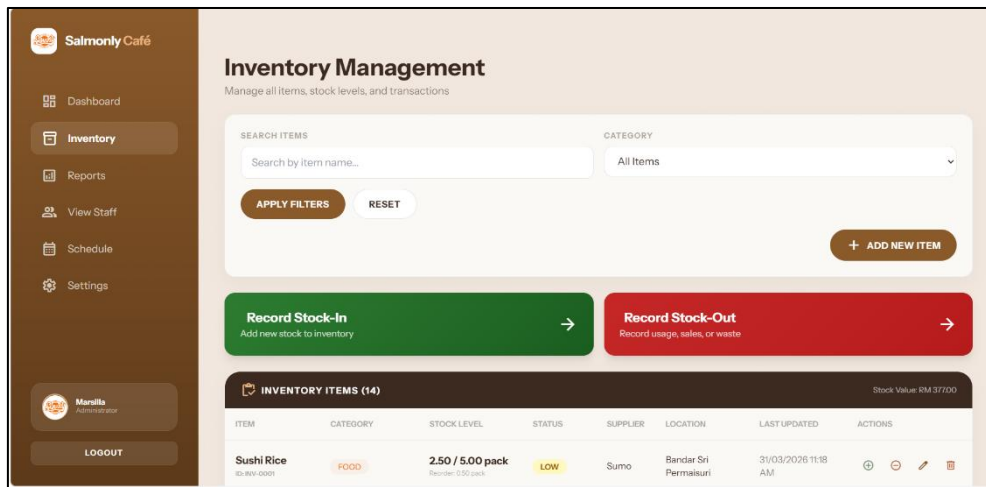 Salmonly Café
Dashboard
Inventory
Reports
View Staff
Schedule
Settings
Marsilla
Administrator
LOGOUT
Inventory Management
Manage all items, stock levels, and transactions
SEARCH ITEMS
CATEGORY
Search by item name...
All Items
APPLY FILTERS
RESET
+ ADD NEW ITEM
Record Stock-In
Add new stock to inventory
Record Stock-Out
Record usage, sales, or waste
INVENTORY ITEMS (14)
Stock Value: RM 377.00
ITEM CATEGORY STOCK LEVEL STATUS SUPPLIER LOCATION LAST UPDATED ACTIONS
Sushi Rice
ID: INV-0001
FOOD
2.50 / 5.00 pack
Reorder: 0.50 pack
LOW
Sumo
Bandar Sri
Permaisuri
31/03/2026 11:18
AM